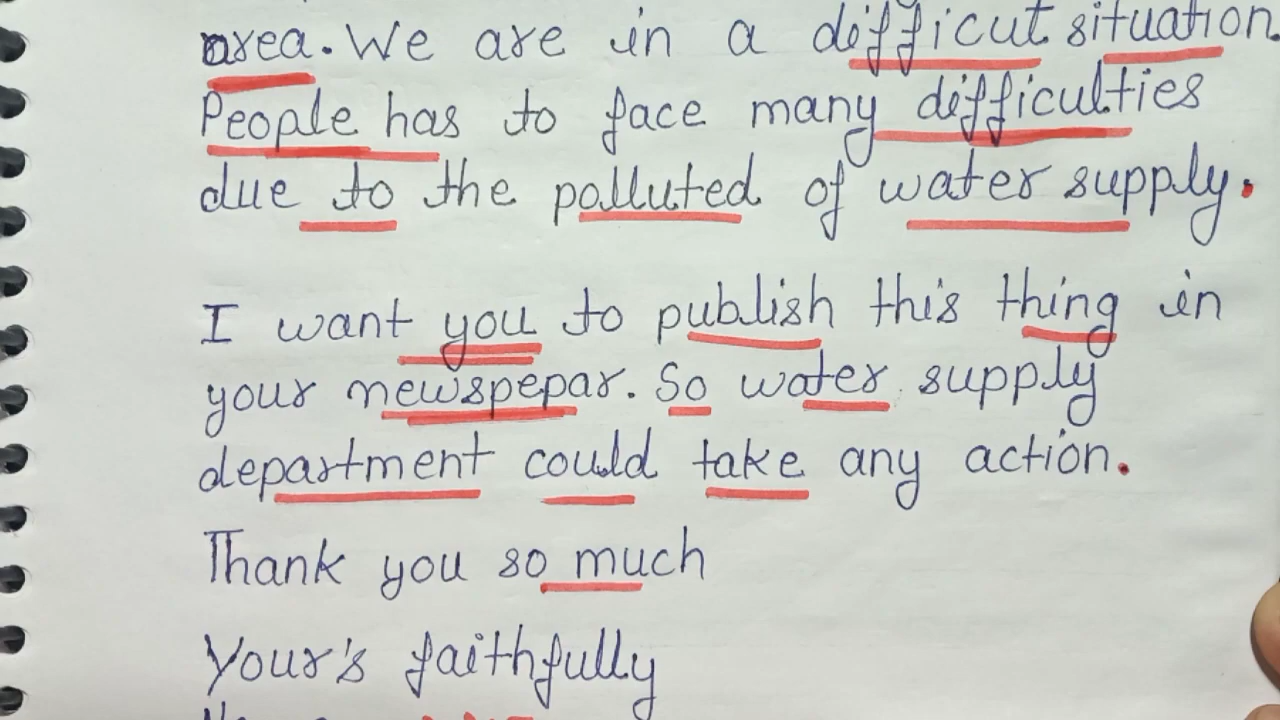 area. We are in a difficut situation.
People has to face many difficulties
due to the palluted of water supply.
I want you to publish this thing in
your newspepar. So water supply
department could take any action.
Thank you so much
Your's faithfully